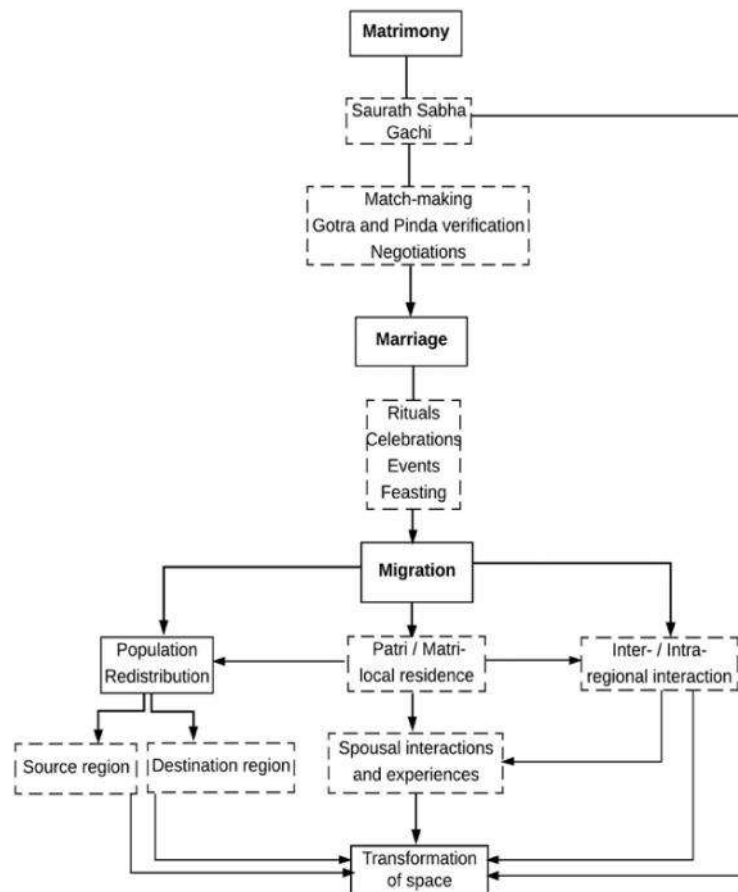 Matrimony
Saurath Sabha
Gachi
Match-making
Gotra and Pinda verification
Negotiations
Marriage
Rituals
Celebrations
Events
Feasting
Migration
Population
Redistribution
Patri / Matri-
local residence
Inter- / Intra-
regional interaction
Source region
Destination region
Spousal interactions
and experiences
Transformation
of space